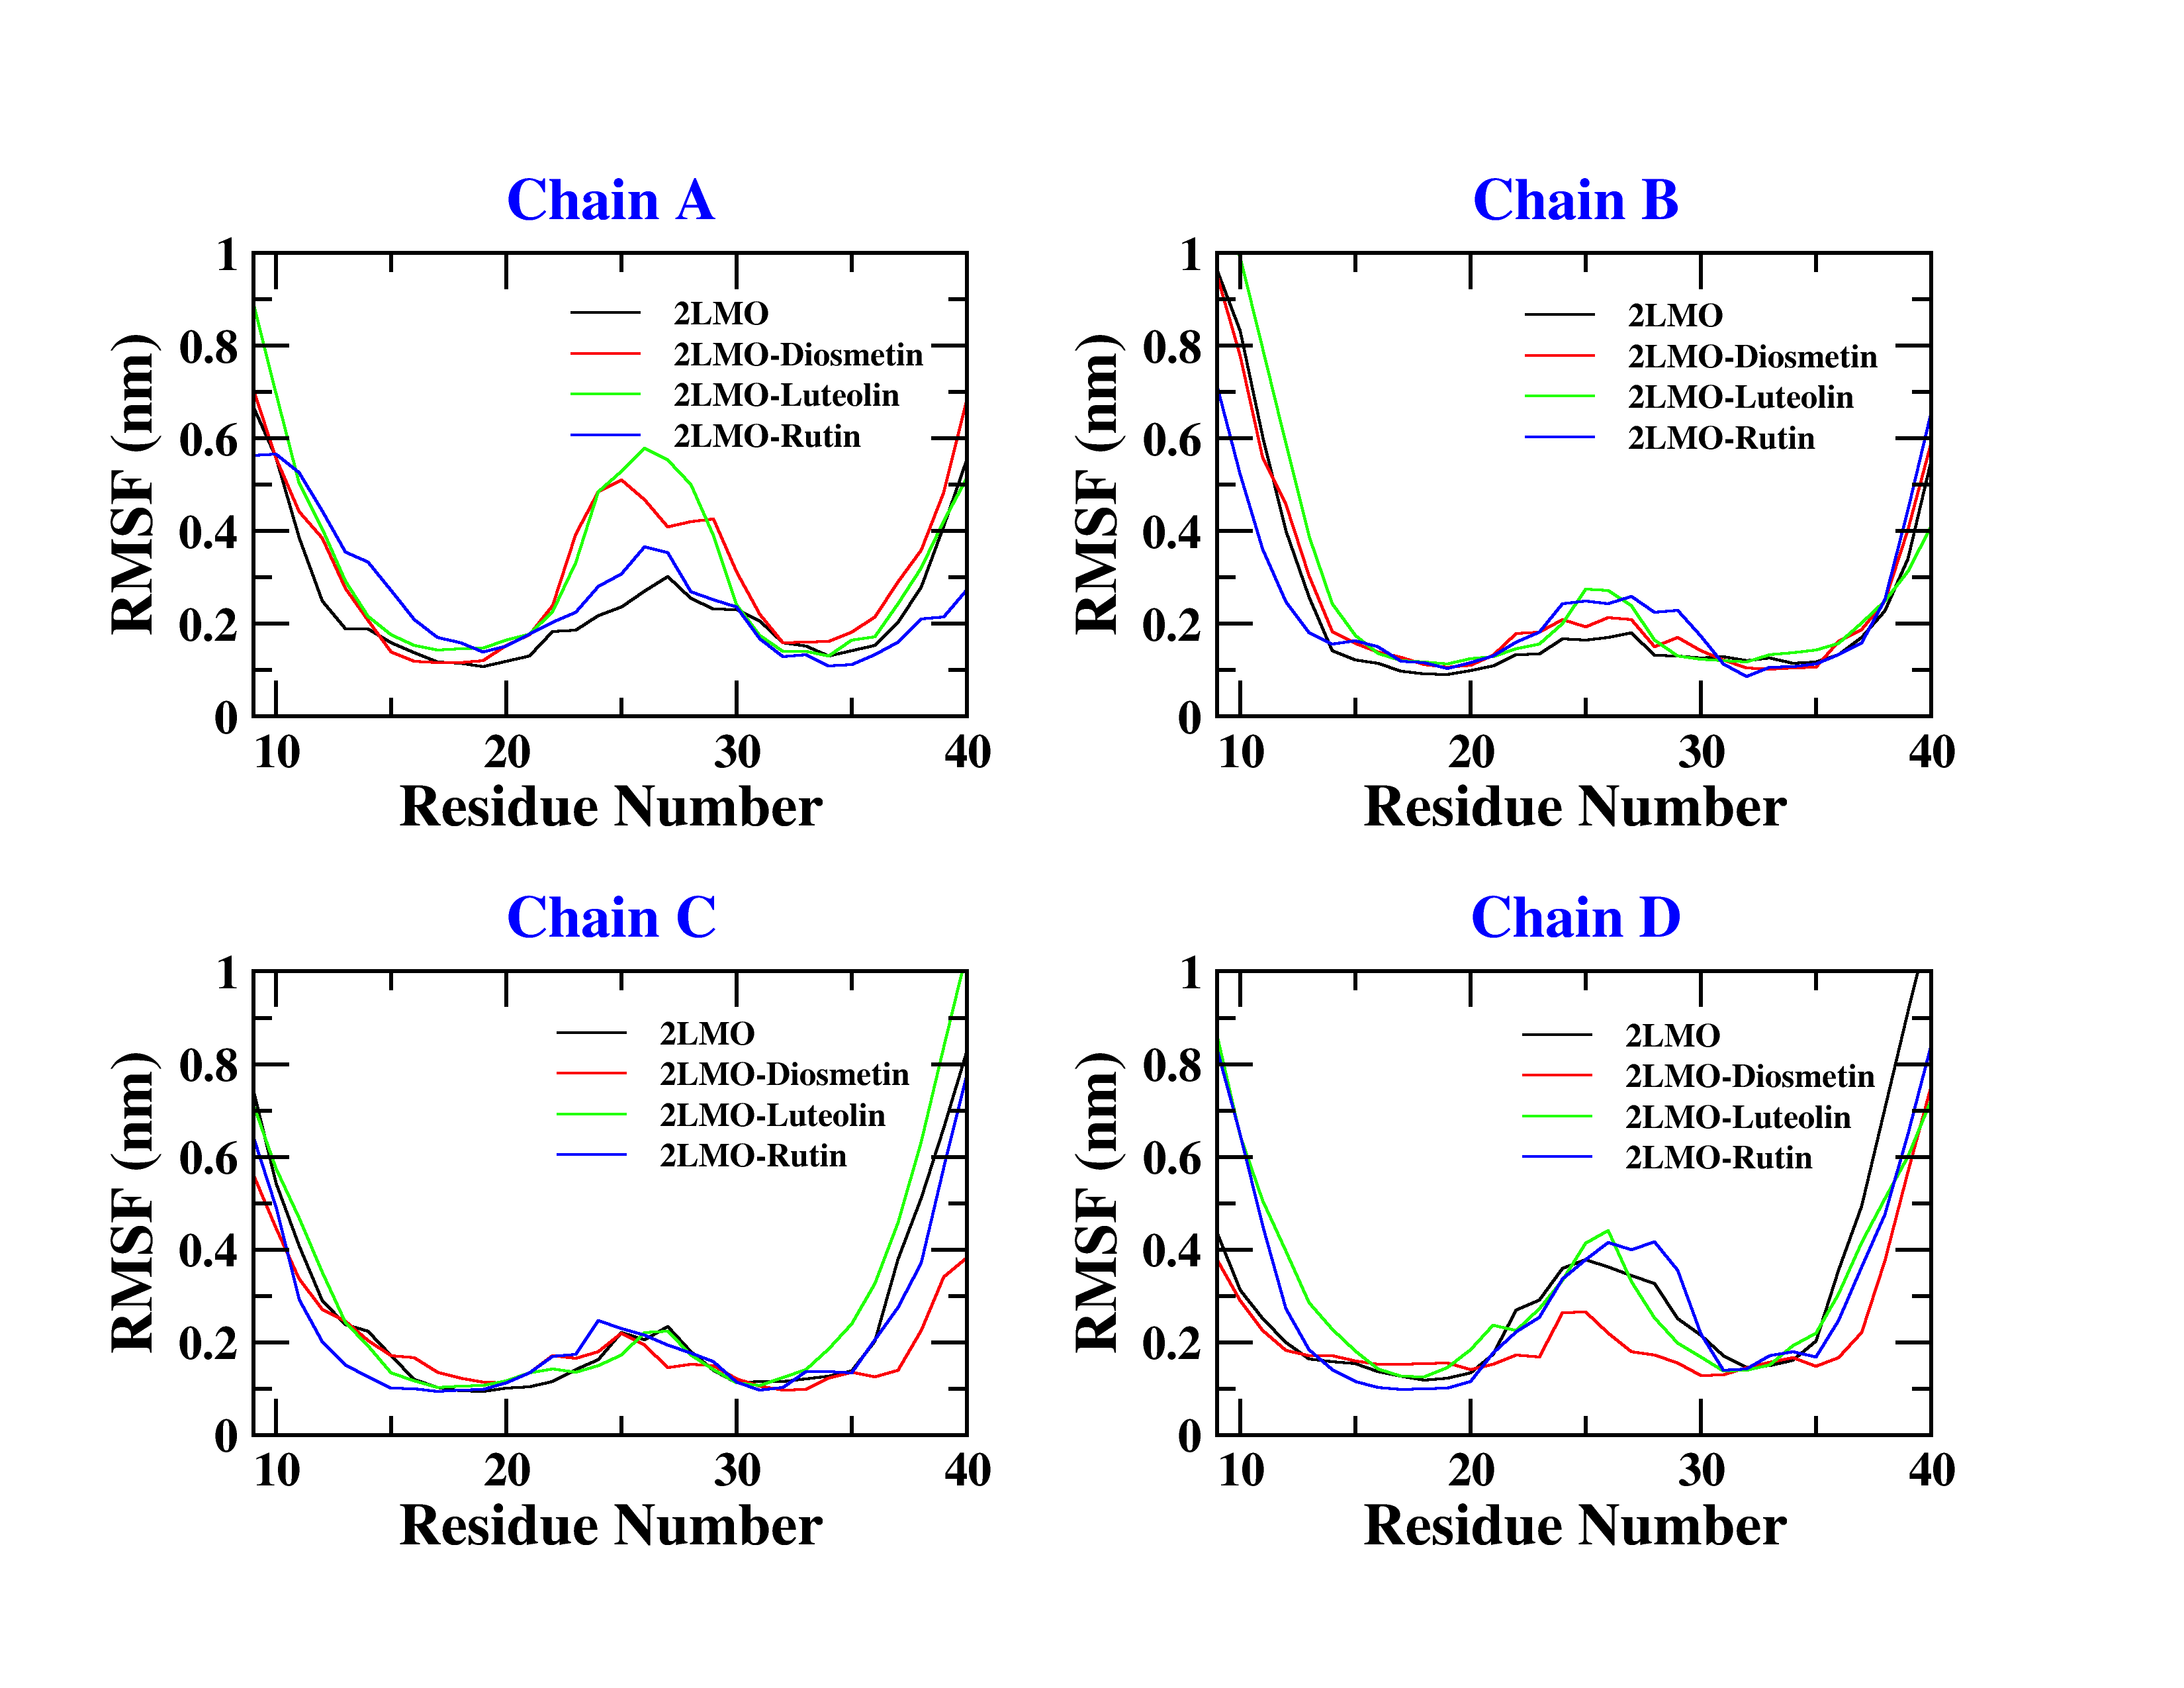 Chain A
1
0.8
0.6
0.4
0.2
0
RMSF (nm)
2LMO
2LMO-Diosmetin
2LMO-Luteolin
2LMO-Rutin
10 20 30 40
Residue Number
Chain B
1
0.8
0.6
0.4
0.2
0
RMSF (nm)
2LMO
2LMO-Diosmetin
2LMO-Luteolin
2LMO-Rutin
10 20 30 40
Residue Number
Chain C
1
0.8
0.6
0.4
0.2
0
RMSF (nm)
2LMO
2LMO-Diosmetin
2LMO-Luteolin
2LMO-Rutin
10 20 30 40
Residue Number
Chain D
1
0.8
0.6
0.4
0.2
0
RMSF (nm)
2LMO
2LMO-Diosmetin
2LMO-Luteolin
2LMO-Rutin
10 20 30 40
Residue Number